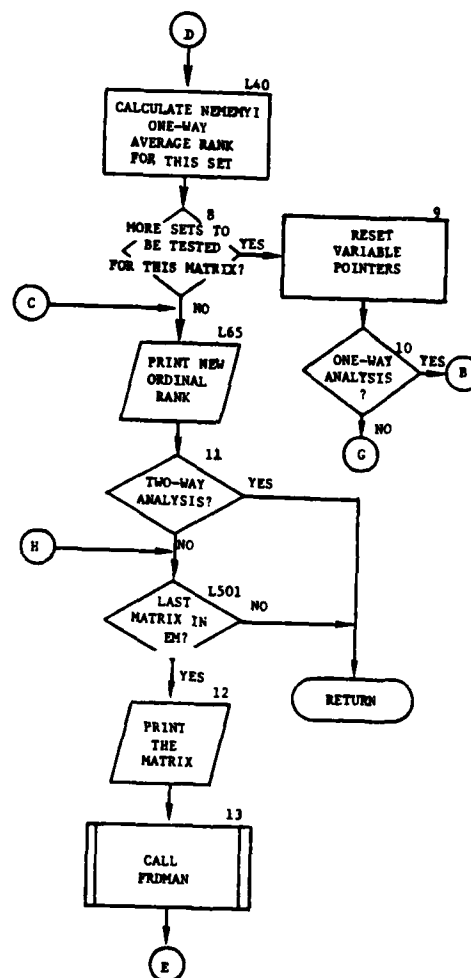 D
L40
CALCULATE NEMEMYI
ONE-WAY
AVERAGE RANK
FOR THIS SET
8
MORE SETS TO
BE TESTED
FOR THIS MATRIX?
YES
NO
9
RESET
VARIABLE
POINTERS
10
ONE-WAY
ANALYSIS
?
YES
B
NO
G
C
L65
PRINT NEW
ORDINAL
RANK
11
TWO-WAY
ANALYSIS?
YES
NO
H
L501
LAST
MATRIX IN
EM?
NO
YES
RETURN
12
PRINT
THE
MATRIX
13
CALL
FRDMAN
E